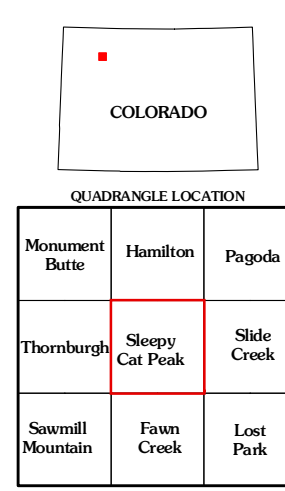 COLORADO
QUADRANGLE LOCATION
Monument
Butte
Hamilton
Pagoda
Thornburgh
Sleepy
Cat Peak
Slide
Creek
Sawmill
Mountain
Fawn
Creek
Lost
Park